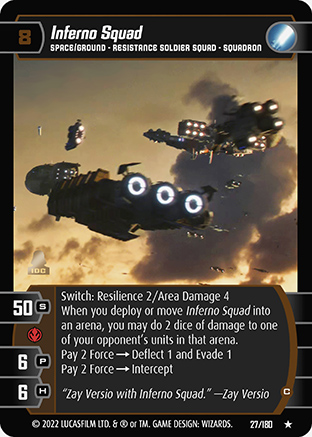 8
Inferno Squad
SPACE/GROUND - RESISTANCE SOLDIER SQUAD - SQUADRON
100
50 S
6 P
6 H
Switch: Resilience 2/Area Damage 4
When you deploy or move Inferno Squad into
an arena, you may do 2 dice of damage to one
of your opponent's units in that arena.
Pay 2 Force → Deflect 1 and Evade 1
Pay 2 Force → Intercept
"Zay Versio with Inferno Squad." —Zay Versio
C
© 2022 LUCASFILM LTD. & ® OR TM. GAME DESIGN: WIZARDS. 27/180 ★